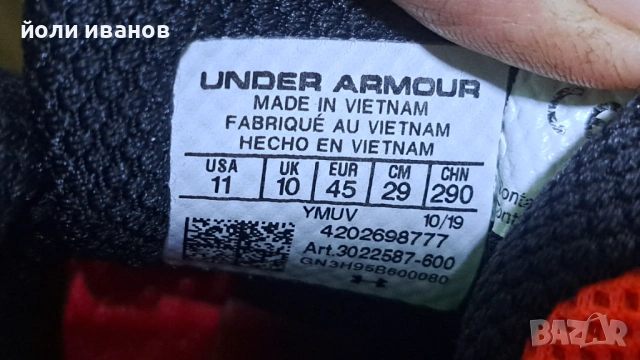 йоли иванов
UNDER ARMOUR
MADE IN VIETNAM
FABRIQUÉ AU VIETNAM
HECHO EN VIETNAM
USA UK EUR CM CHN
11 10 45 29 290
YMUV 10/19
4202698777
Art.3022587-600
GN3H95B600080
BAZAR